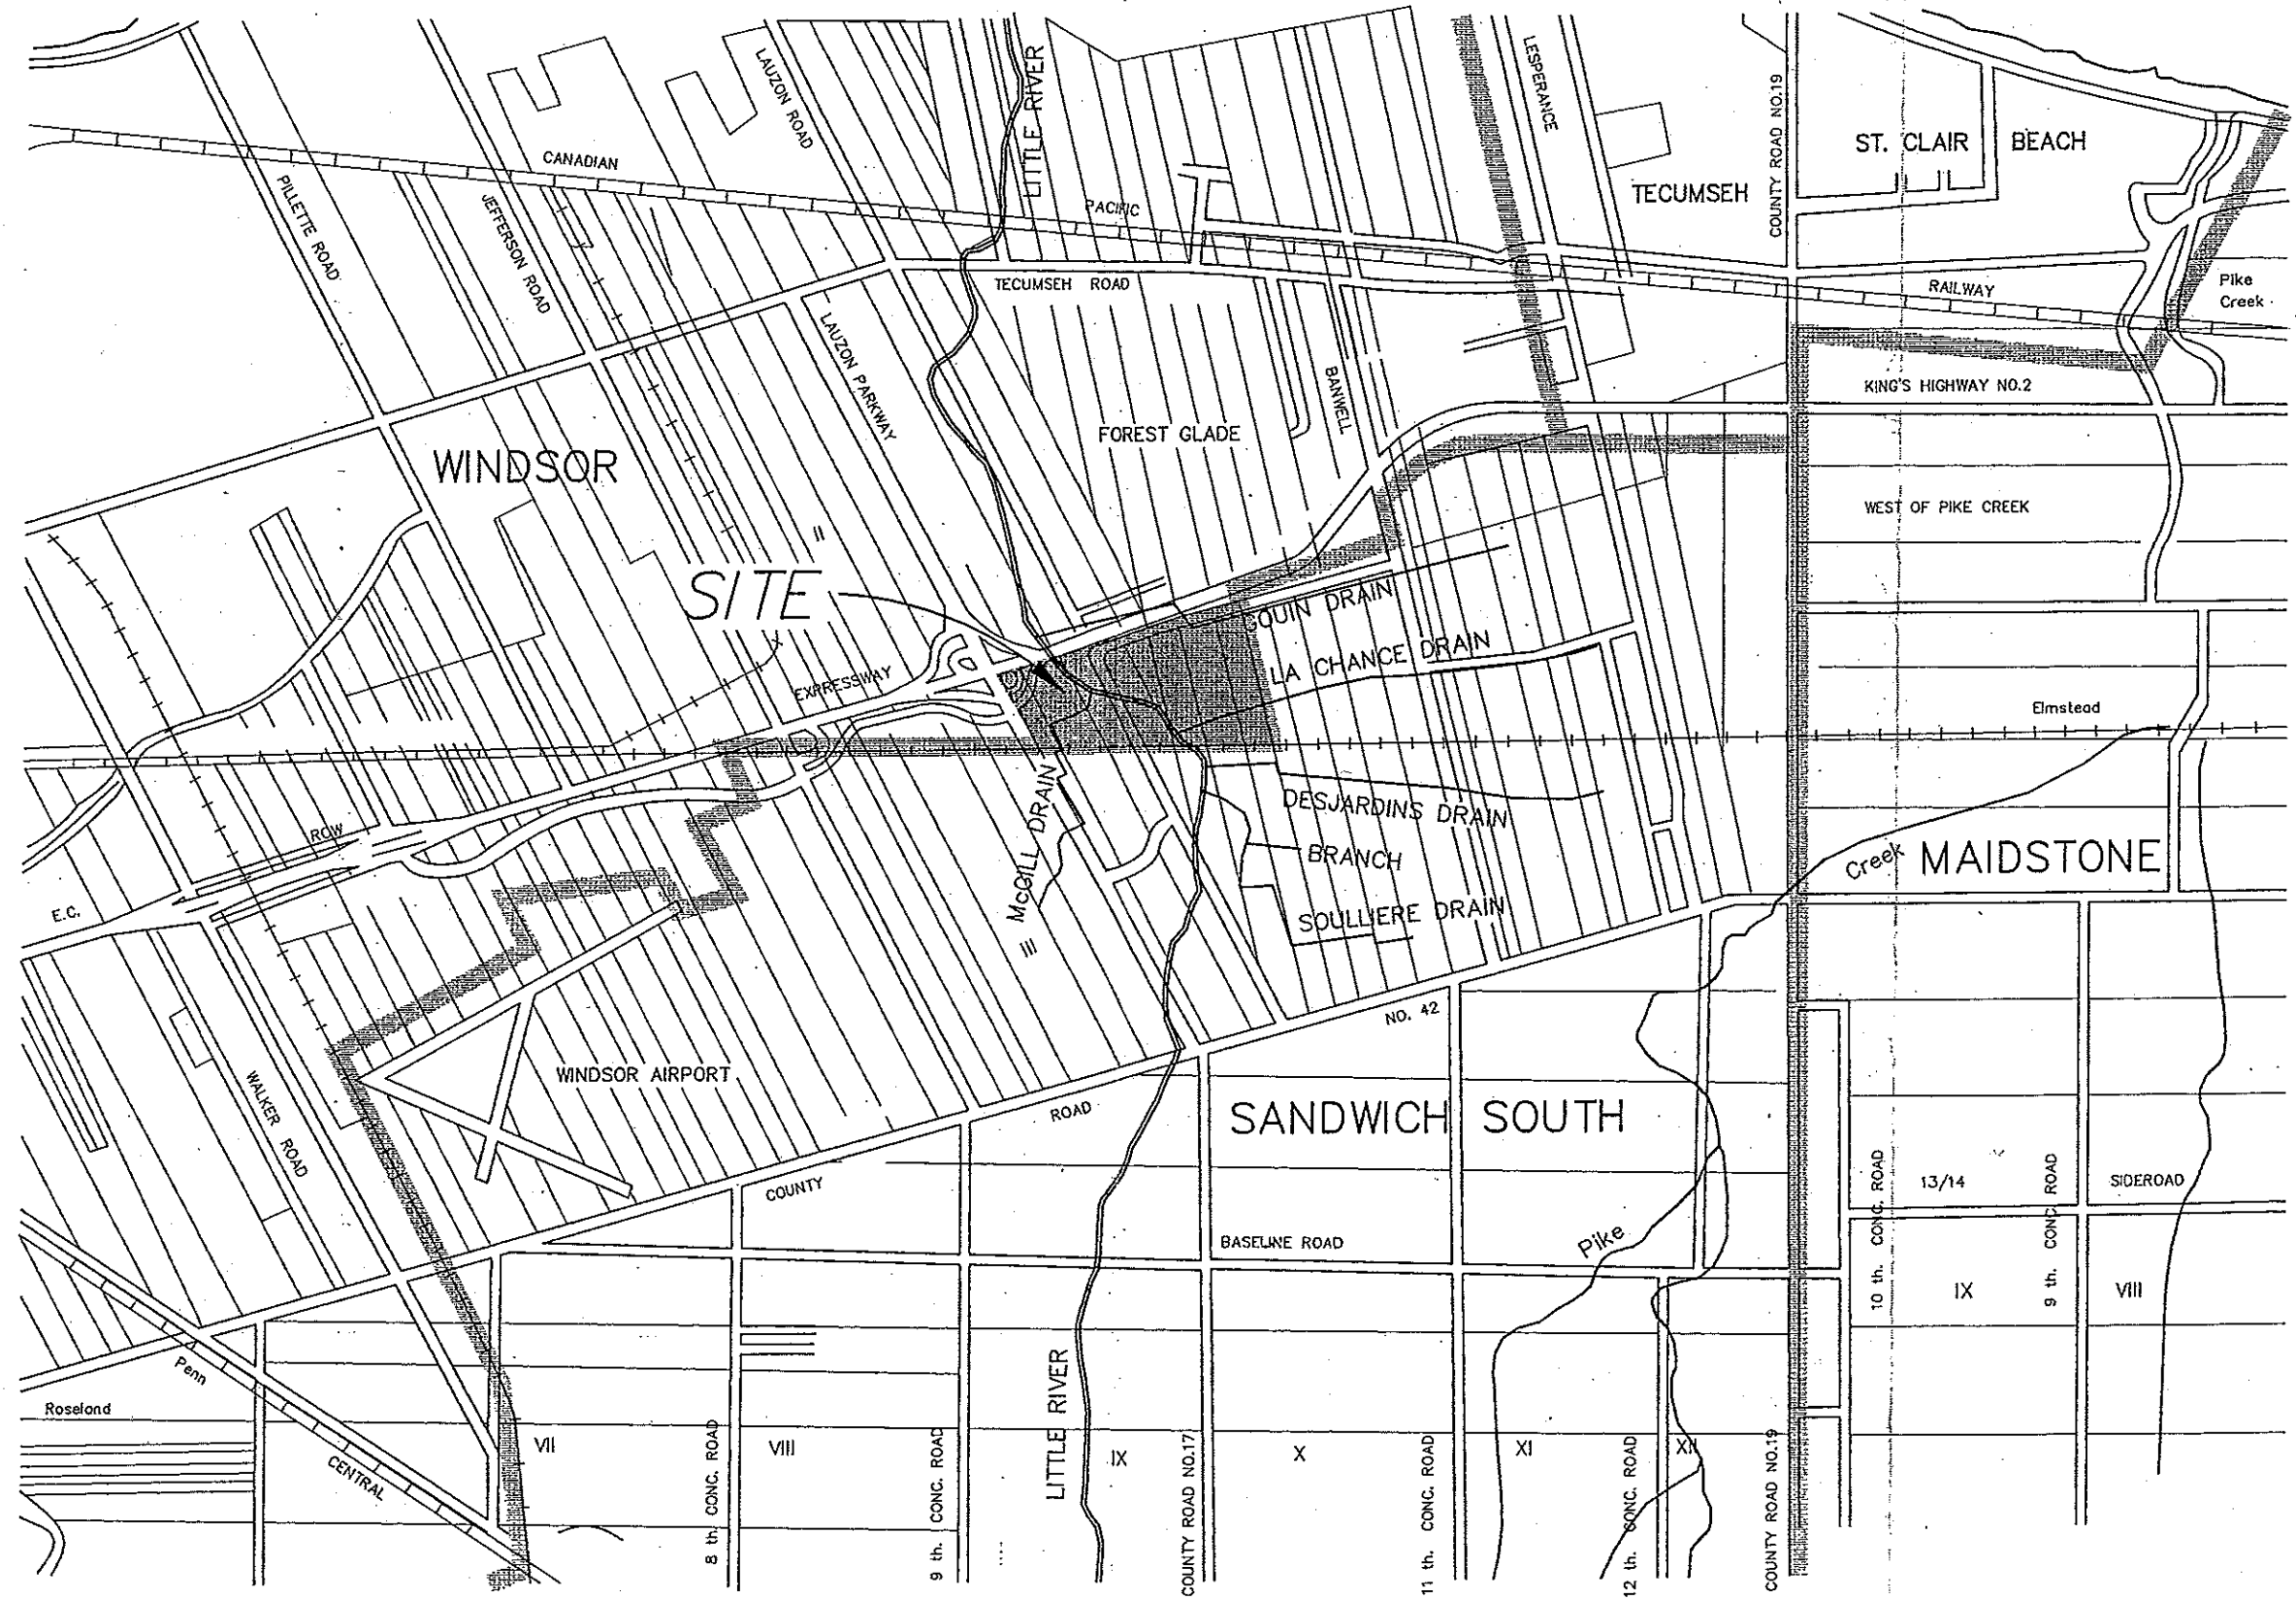 LITTLE RIVER
LAUZON ROAD
LESPERANCE
COUNTY ROAD NO.19
ST. CLAIR BEACH
CANADIAN
PACIFIC
TECUMSEH
PILLETTE ROAD
JEFFERSON ROAD
TECUMSEH ROAD
RAILWAY
Pike
Creek
LAUZON PARKWAY
BANWELL
KING'S HIGHWAY NO.2
FOREST GLADE
WINDSOR
WEST OF PIKE CREEK
II
SITE
GOUIN DRAIN
LA CHANCE DRAIN
EXPRESSWAY
Elmstead
McGILL DRAIN
DESJARDINS DRAIN
ROW
BRANCH
Creek
MAIDSTONE
E.C.
III
SOULLIERE DRAIN
NO. 42
WINDSOR AIRPORT
WALKER ROAD
ROAD
SANDWICH SOUTH
COUNTY
10 th. CONC. ROAD
13/14
9 th. CONC. ROAD
SIDEROAD
BASELINE ROAD
Pike
IX
VIII
Penn
LITTLE RIVER
Roseland
CENTRAL
VII
8 th. CONC. ROAD
VIII
9 th. CONC. ROAD
IX
COUNTY ROAD NO.17
X
11 th. CONC. ROAD
XI
12 th. CONC. ROAD
XII
COUNTY ROAD NO.19